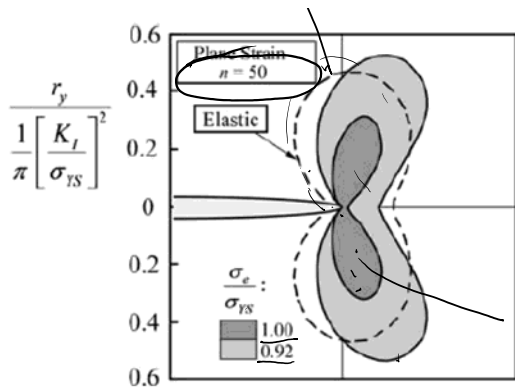 0.6
Plane Strain
n = 50
0.4
r_y
1/π [K_I/σ_YS]²
Elastic
0.2
0
0.2
σ_e/σ_YS :
0.4
1.00
0.92
0.6